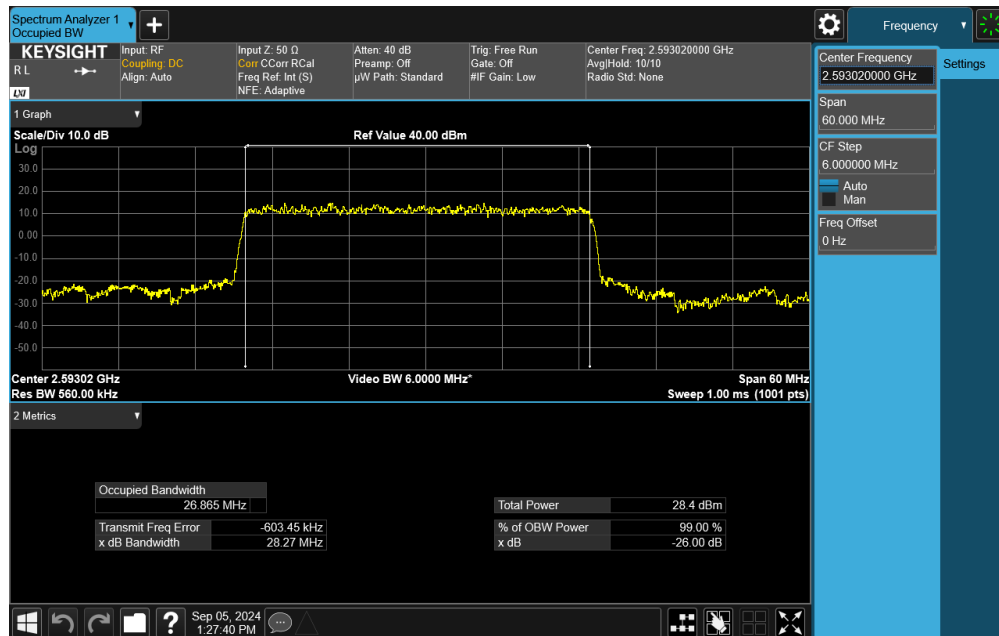 Spectrum Analyzer 1
Occupied BW
Frequency
KEYSIGHT
R L
LXI
Input: RF
Coupling: DC
Align: Auto
Input Z: 50 Ω
Corr CCorr RCal
Freq Ref: Int (S)
NFE: Adaptive
Atten: 40 dB
Preamp: Off
µW Path: Standard
Trig: Free Run
Gate: Off
#IF Gain: Low
Center Freq: 2.593020000 GHz
Avg|Hold: 10/10
Radio Std: None
Center Frequency
2.593020000 GHz
Settings
Span
60.000 MHz
CF Step
6.000000 MHz
Auto
Man
Freq Offset
0 Hz
1 Graph
Scale/Div 10.0 dB
Ref Value 40.00 dBm
Log
30.0
20.0
10.0
0.00
-10.0
-20.0
-30.0
-40.0
-50.0
Center 2.59302 GHz
Video BW 6.0000 MHz*
Span 60 MHz
Res BW 560.00 kHz
Sweep 1.00 ms (1001 pts)
2 Metrics
Occupied Bandwidth
26.865 MHz
Total Power 28.4 dBm
Transmit Freq Error -603.45 kHz
% of OBW Power 99.00 %
x dB Bandwidth 28.27 MHz
x dB -26.00 dB
Sep 05, 2024
1:27:40 PM